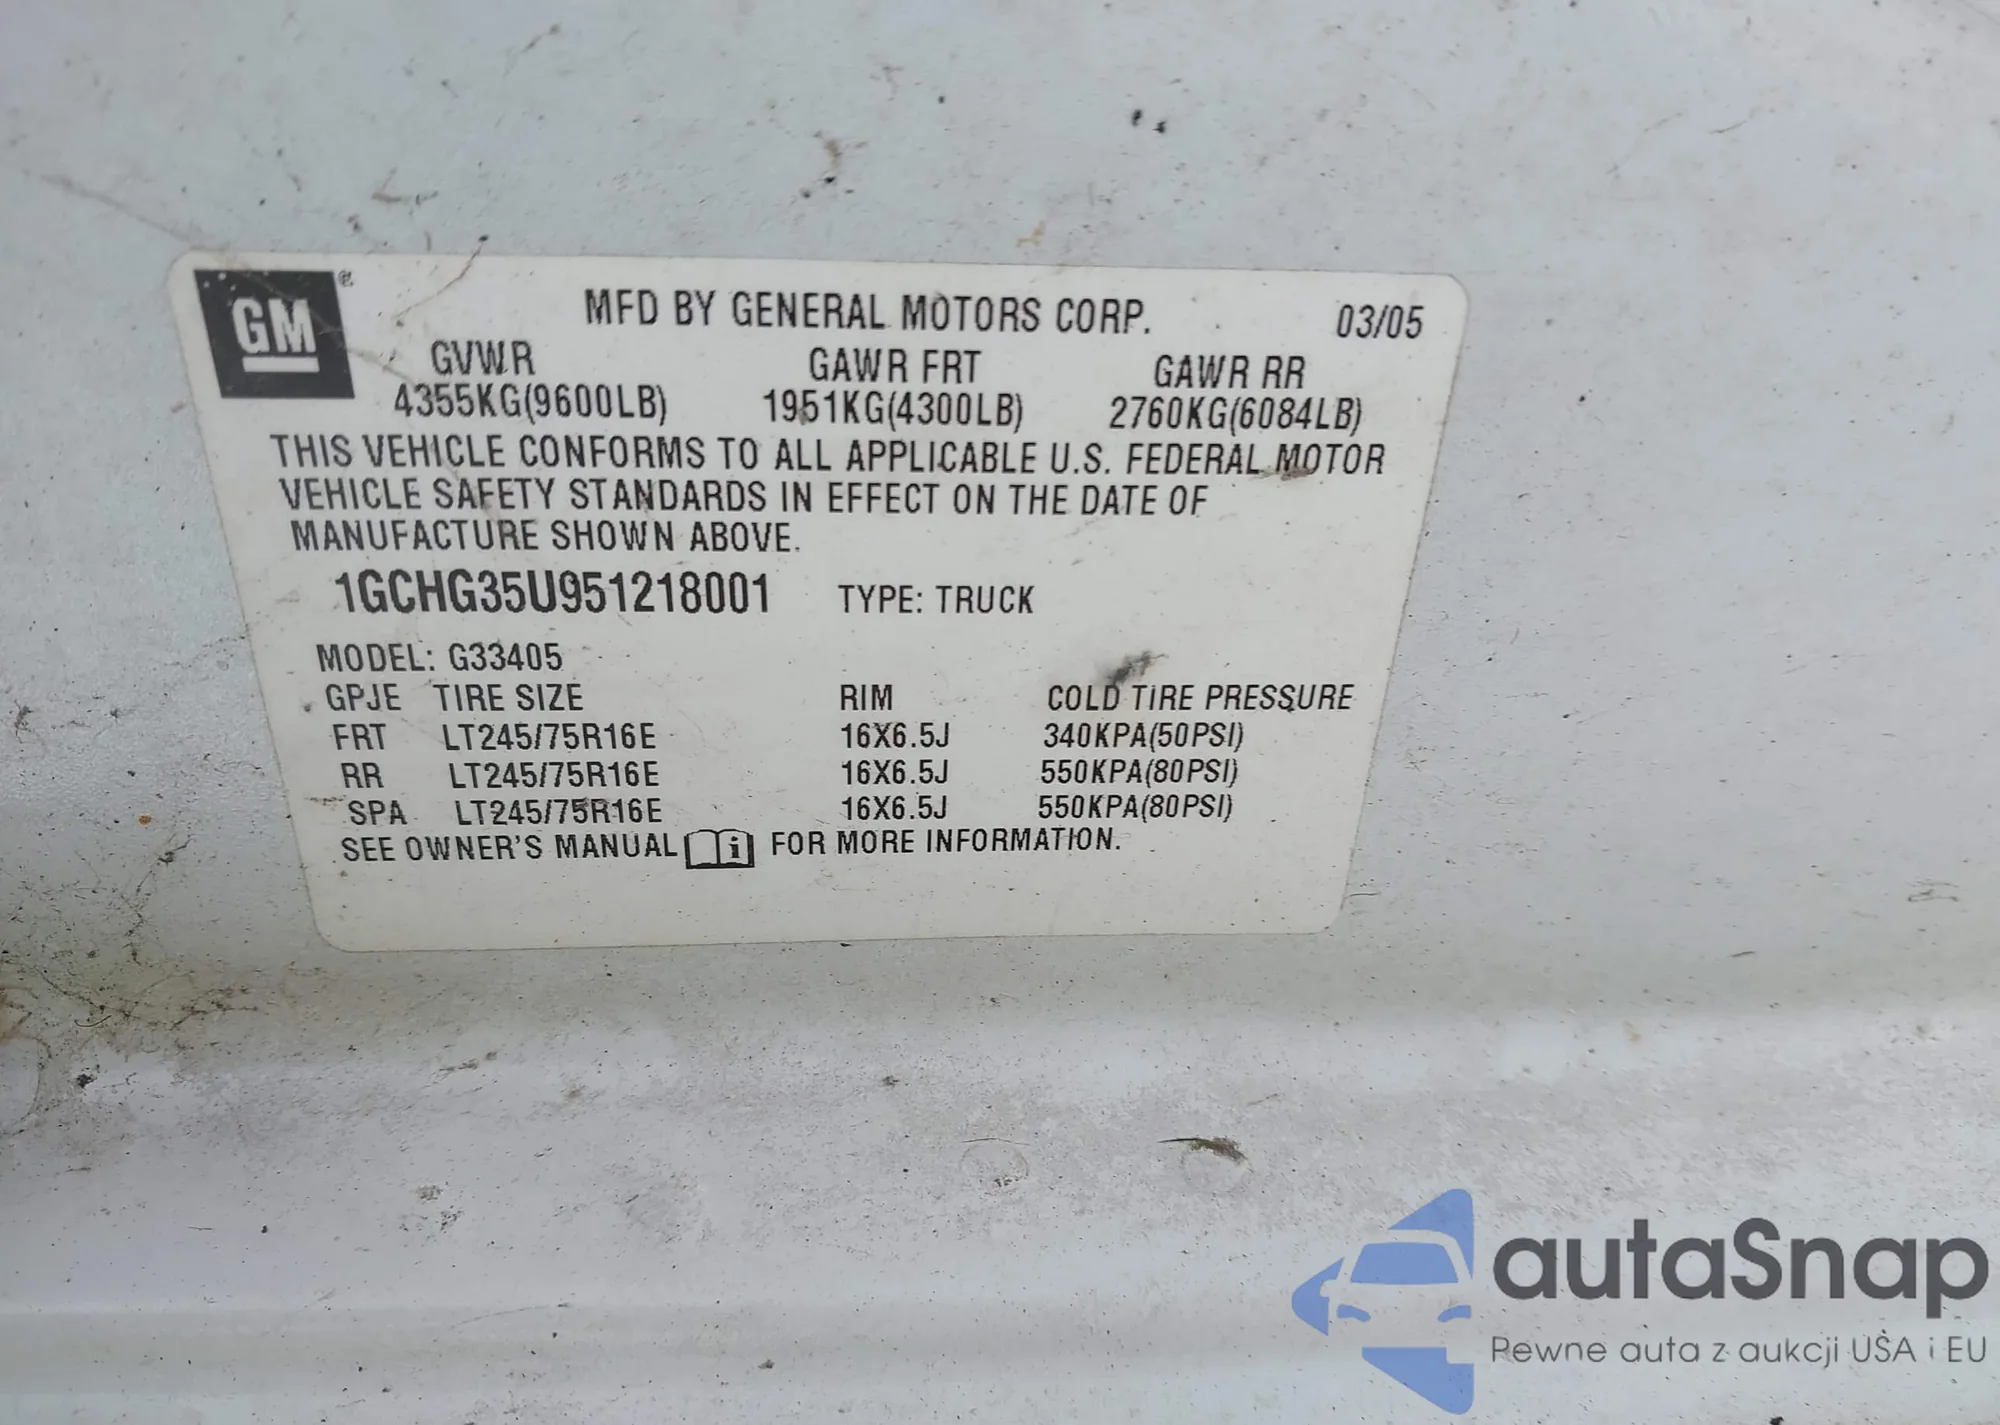 GM®
MFD BY GENERAL MOTORS CORP. 03/05
GVWR GAWR FRT GAWR RR
4355KG(9600LB) 1951KG(4300LB) 2760KG(6084LB)
THIS VEHICLE CONFORMS TO ALL APPLICABLE U.S. FEDERAL MOTOR
VEHICLE SAFETY STANDARDS IN EFFECT ON THE DATE OF
MANUFACTURE SHOWN ABOVE.
1GCHG35U951218001 TYPE: TRUCK
MODEL: G33405
GPJE TIRE SIZE RIM COLD TIRE PRESSURE
FRT LT245/75R16E 16X6.5J 340KPA(50PSI)
RR LT245/75R16E 16X6.5J 550KPA(80PSI)
SPA LT245/75R16E 16X6.5J 550KPA(80PSI)
SEE OWNER'S MANUAL i FOR MORE INFORMATION.
autaSnap
Pewne auta z aukcji USA i EU